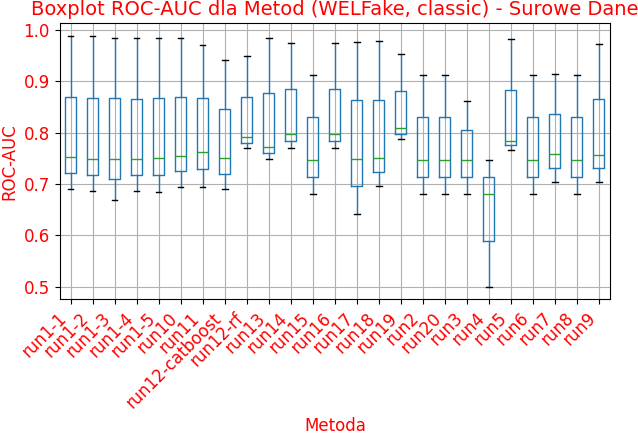 Boxplot ROC-AUC dla Metod (WELFake, classic) - Surowe Dane
1.0
0.9
0.8
0.7
0.6
0.5
ROC-AUC
run1-1
run1-2
run1-3
run1-4
run1-5
run10
run11
run12-catboost
run12-rf
run13
run14
run15
run16
run17
run18
run19
run2
run20
run3
run4
run5
run6
run7
run8
run9
Metoda